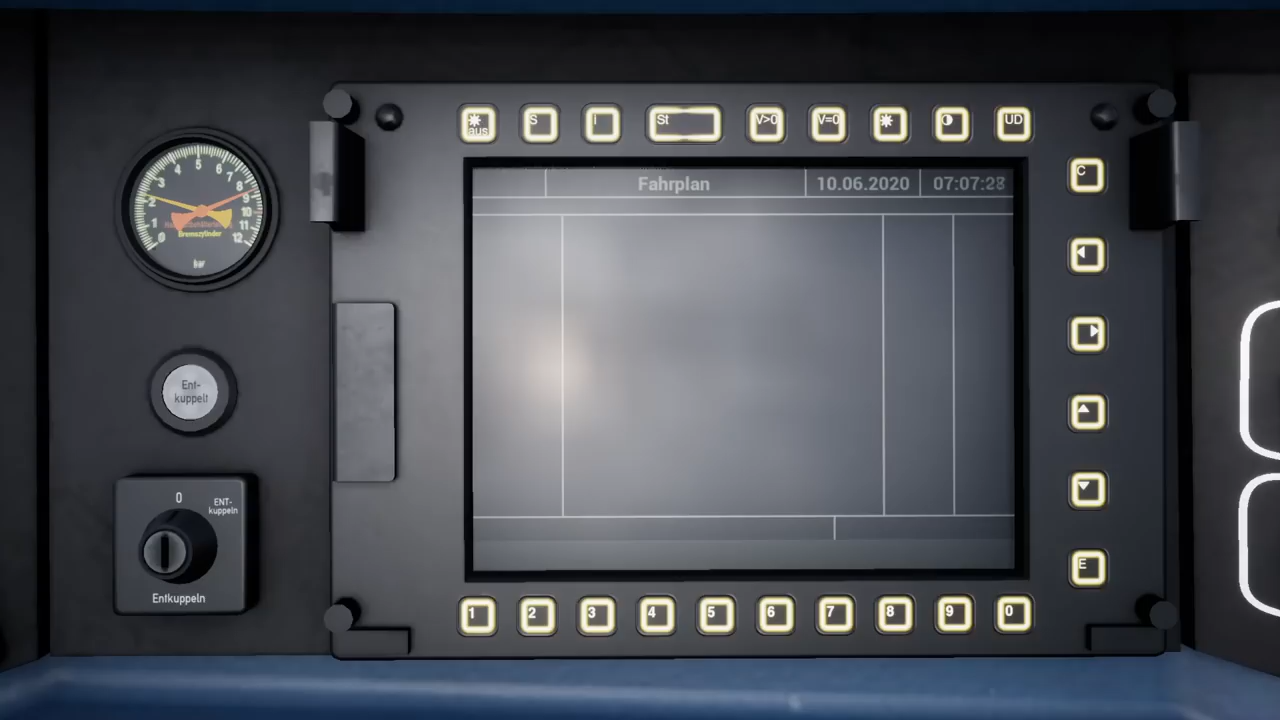 aus
S
I
St
V>0
V=0
UD
Fahrplan 10.06.2020 07:07:28
C
E
1 2 3 4 5 6 7 8 9 0
0 1 2 3 4 5 6 7 8 9 10 11 12
Bremszylinder
bar
Ent-
kuppelt
0
ENT-
kuppeln
Entkuppeln